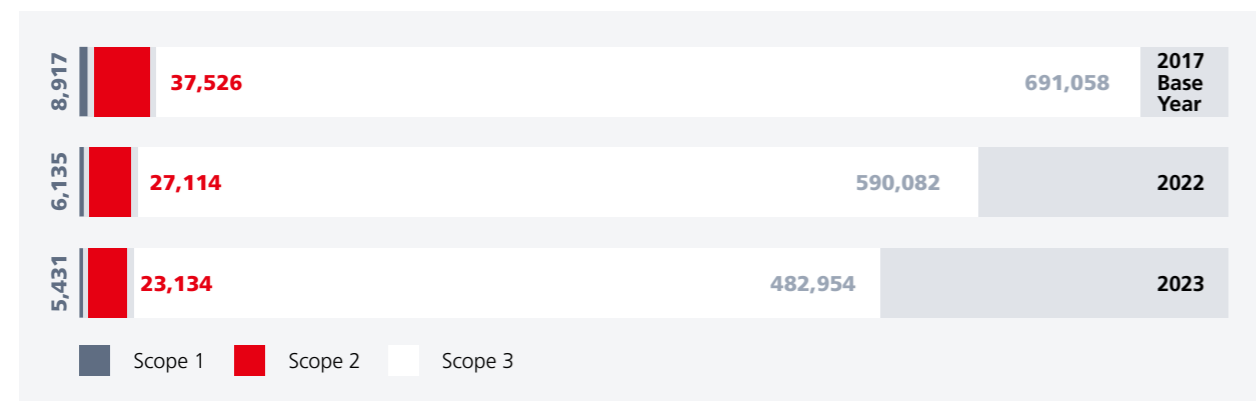 8,917
37,526
691,058
2017
Base
Year
6,135
27,114
590,082
2022
5,431
23,134
482,954
2023
Scope 1
Scope 2
Scope 3